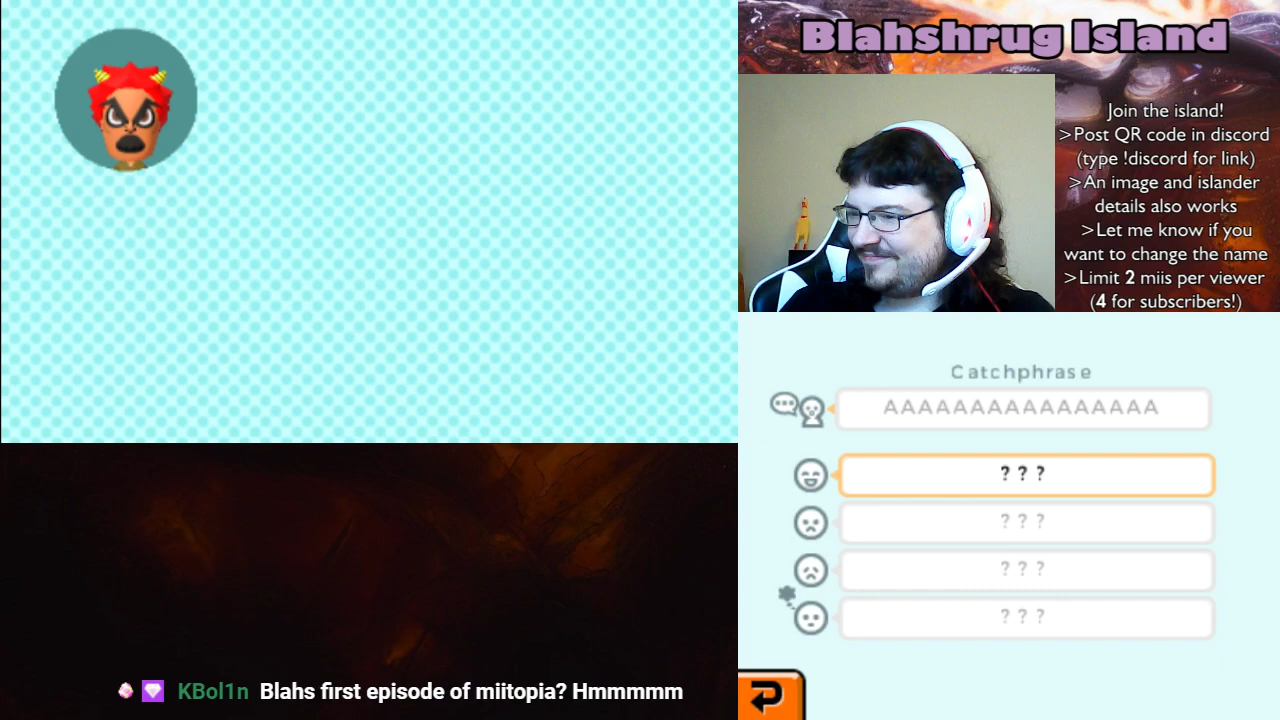 Blahshrug Island
Join the island!
>Post QR code in discord
(type !discord for link)
>An image and islander
details also works
>Let me know if you
want to change the name
>Limit 2 miis per viewer
(4 for subscribers!)
Catchphrase
AAAAAAAAAAAAAAAA
? ? ?
? ? ?
? ? ?
? ? ?
KBol1n Blahs first episode of miitopia? Hmmmmm